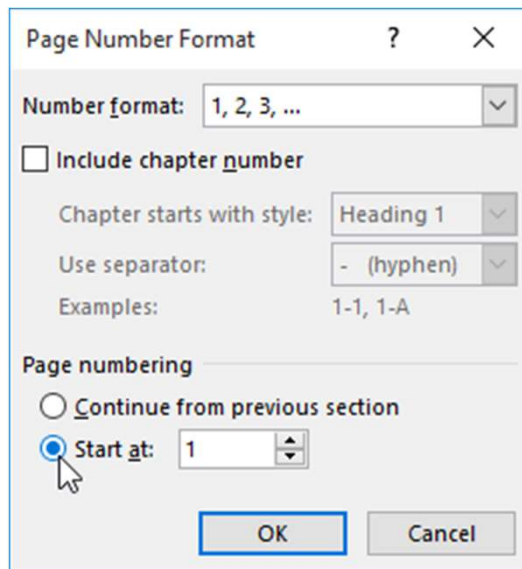 Page Number Format ? ×
Number format: 1, 2, 3, ...
Include chapter number
Chapter starts with style: Heading 1
Use separator: - (hyphen)
Examples: 1-1, 1-A
Page numbering
Continue from previous section
Start at: 1
OK Cancel